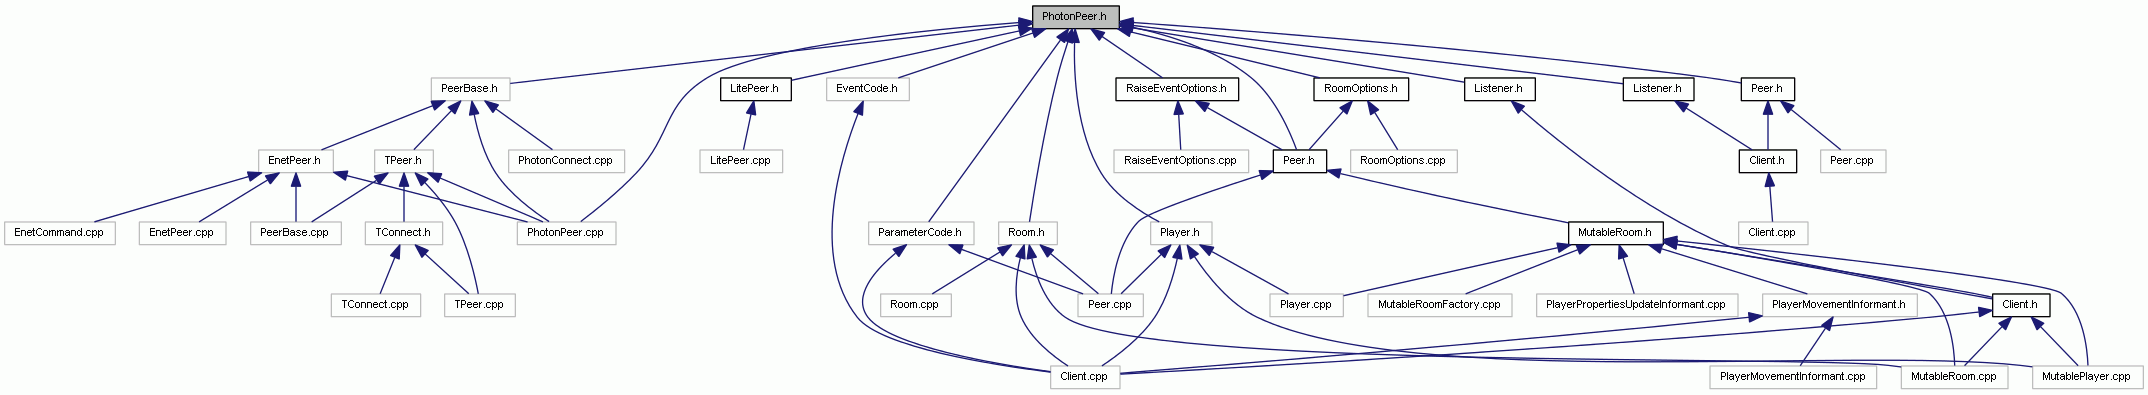 PhotonPeer.h
PeerBase.h
LitePeer.h
EventCode.h
RaiseEventOptions.h
RoomOptions.h
Listener.h
Listener.h
Peer.h
EnetPeer.h
TPeer.h
PhotonConnect.cpp
LitePeer.cpp
RaiseEventOptions.cpp
Peer.h
RoomOptions.cpp
Client.h
Peer.cpp
EnetCommand.cpp
EnetPeer.cpp
PeerBase.cpp
TConnect.h
PhotonPeer.cpp
ParameterCode.h
Room.h
Player.h
MutableRoom.h
Client.cpp
TConnect.cpp
TPeer.cpp
Room.cpp
Peer.cpp
Player.cpp
MutableRoomFactory.cpp
PlayerPropertiesUpdateInformant.cpp
PlayerMovementInformant.h
Client.h
Client.cpp
PlayerMovementInformant.cpp
MutableRoom.cpp
MutablePlayer.cpp